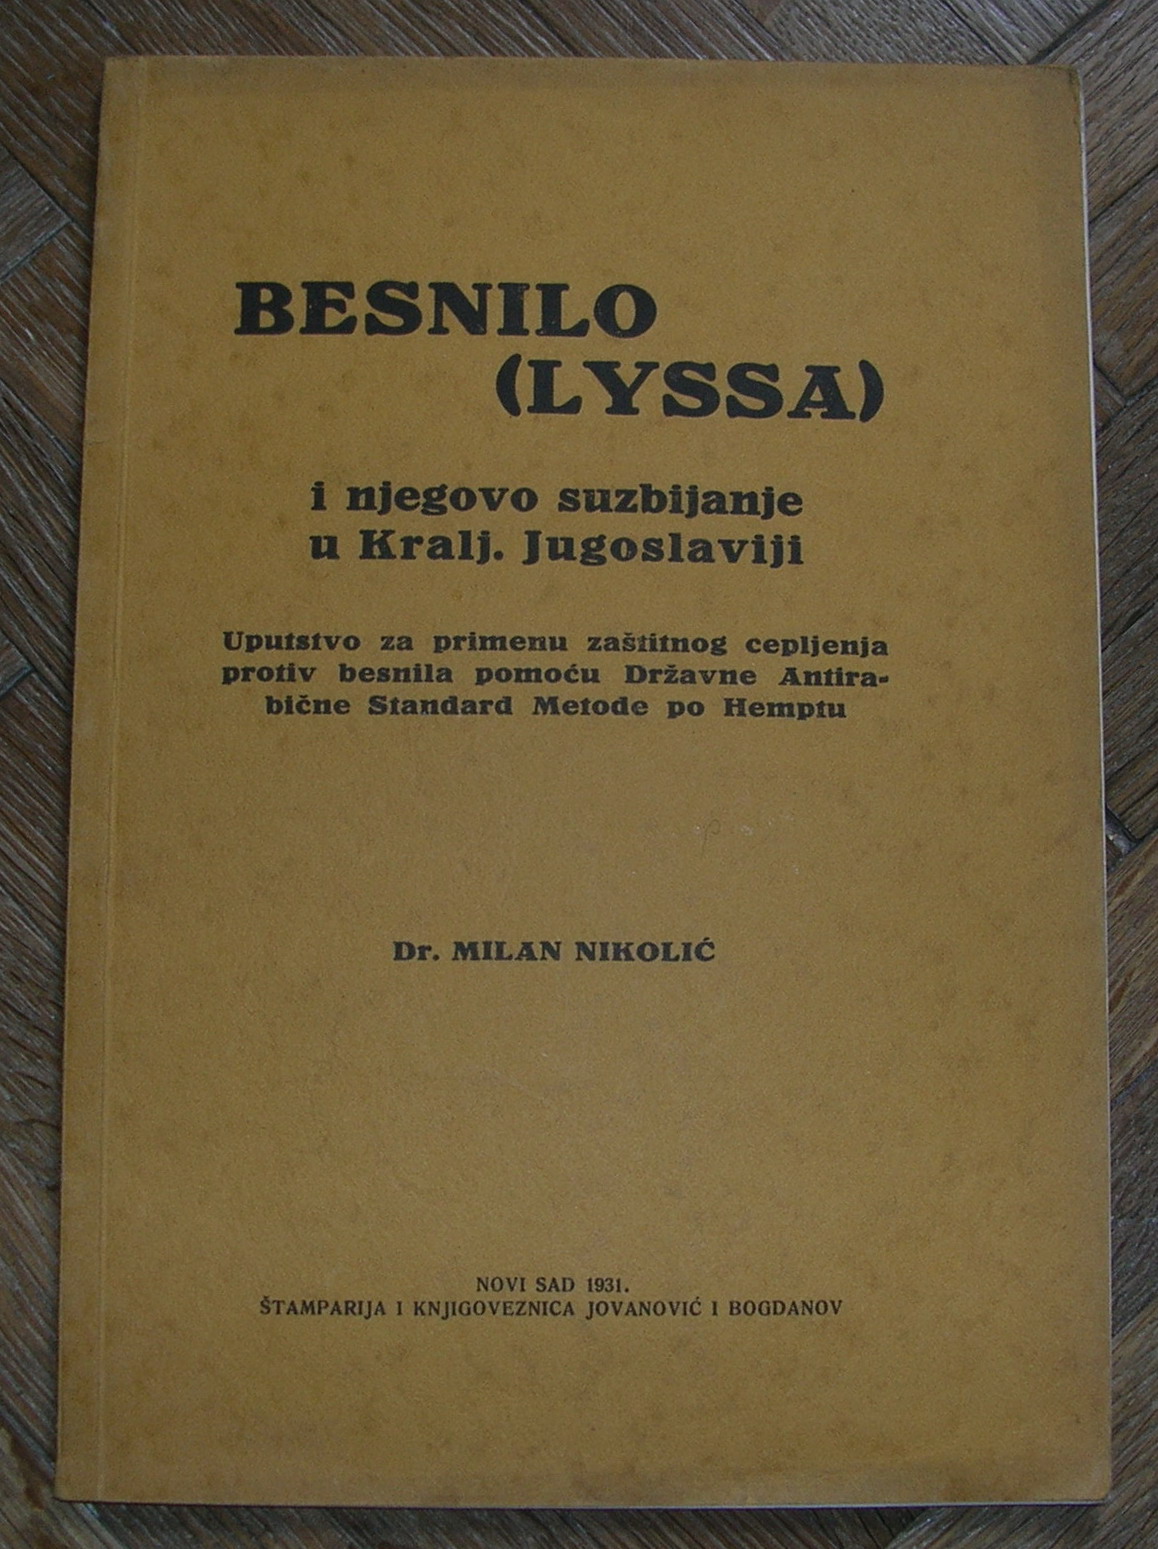 BESNILO
(LYSSA)
i njegovo suzbijanje
u Kralj. Jugoslaviji
Uputstvo za primenu zaštitnog cepljenja
protiv besnila pomoću Državne Antira-
bične Standard Metode po Hemptu
Dr. MILAN NIKOLIĆ
NOVI SAD 1931.
ŠTAMPARIJA I KNJIGOVEZNICA JOVANOVIĆ I BOGDANOV